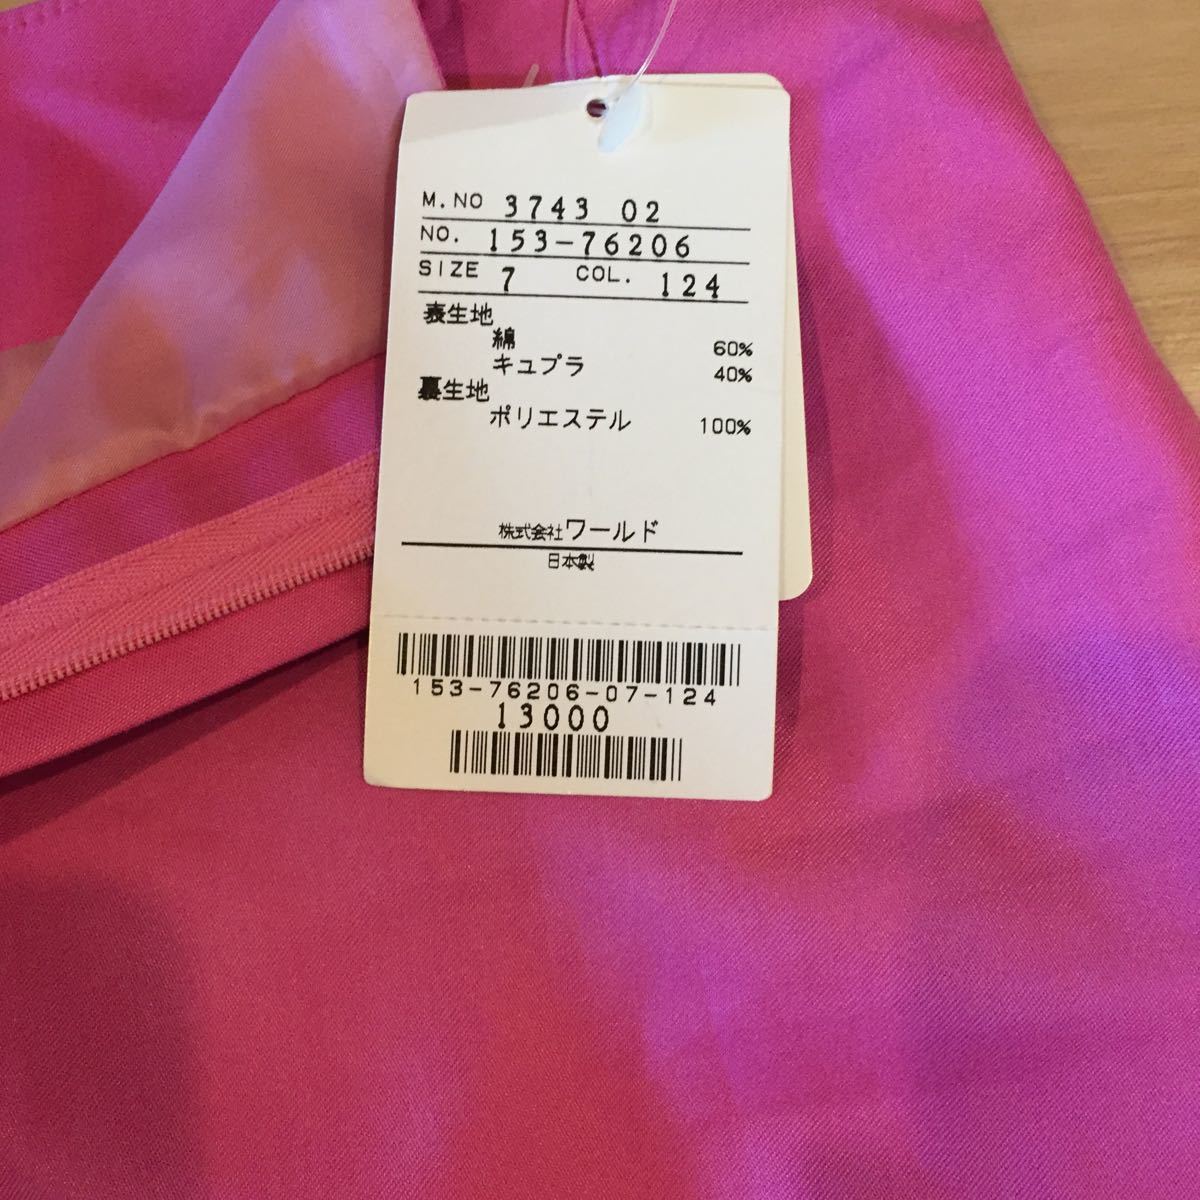 M.NO 3743 02
NO. 153-76206
SIZE 7 COL. 124
表生地
綿 60%
キュプラ 40%
裏生地
ポリエステル 100%
株式会社ワールド
日本製
153-76206-07-124
13000